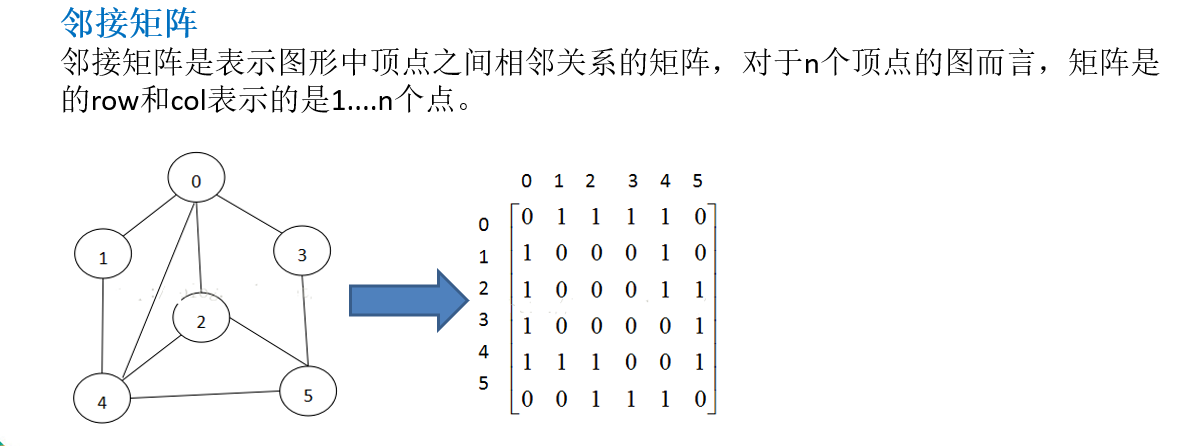 邻接矩阵
邻接矩阵是表示图形中顶点之间相邻关系的矩阵，对于n个顶点的图而言，矩阵是
的row和col表示的是1....n个点。
0
1
3
2
4
5
0 1 2 3 4 5
0 0 1 1 1 1 0
1 1 0 0 0 1 0
2 1 0 0 0 1 1
3 1 0 0 0 0 1
4 1 1 1 0 0 1
5 0 0 1 1 1 0